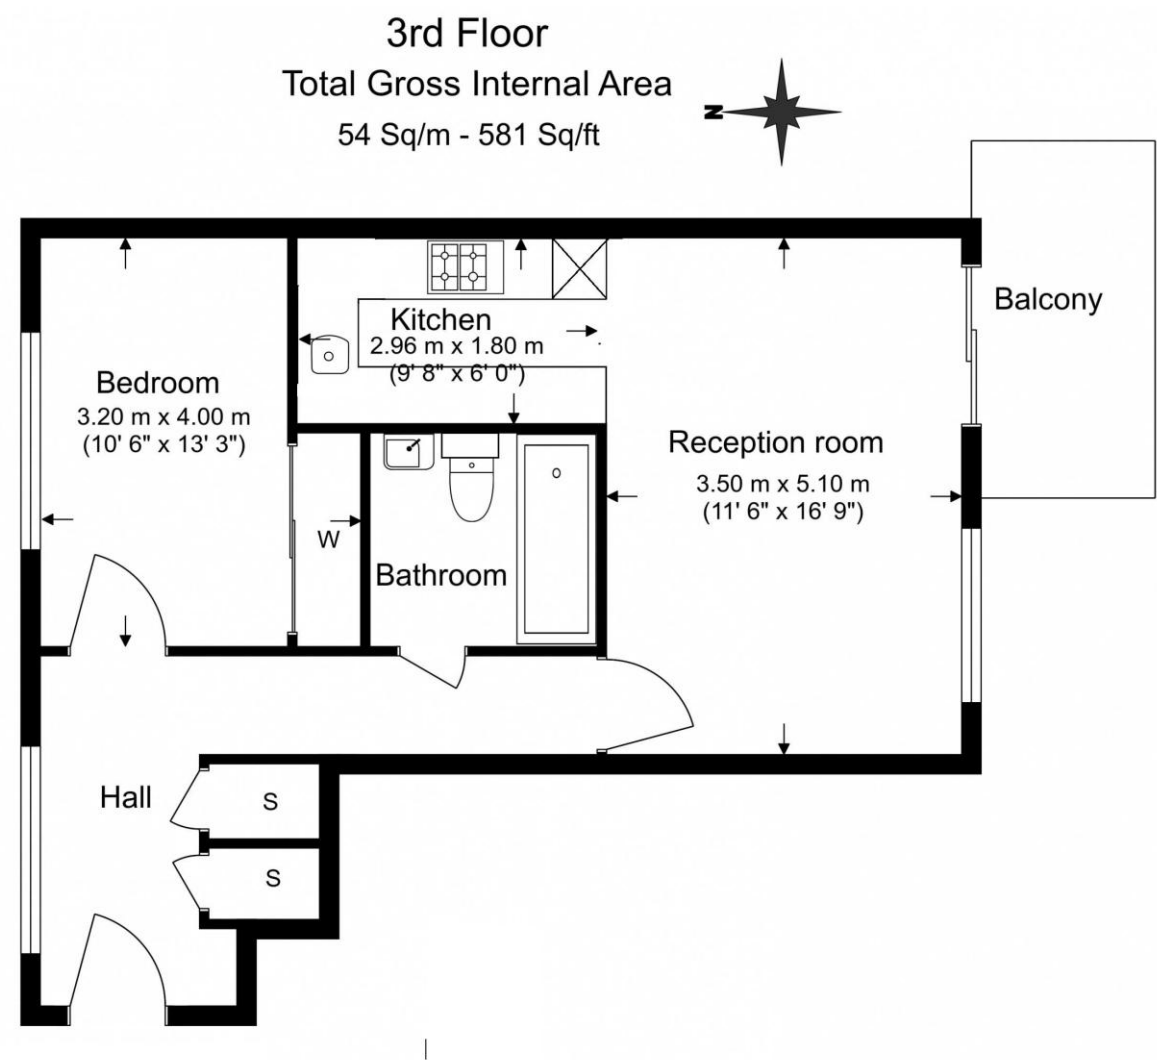 3rd Floor
Total Gross Internal Area
54 Sq/m - 581 Sq/ft
N
Balcony
Kitchen
2.96 m x 1.80 m
(9' 8" x 6' 0")
Bedroom
3.20 m x 4.00 m
(10' 6" x 13' 3")
Reception room
3.50 m x 5.10 m
(11' 6" x 16' 9")
W
Bathroom
Hall
S
S